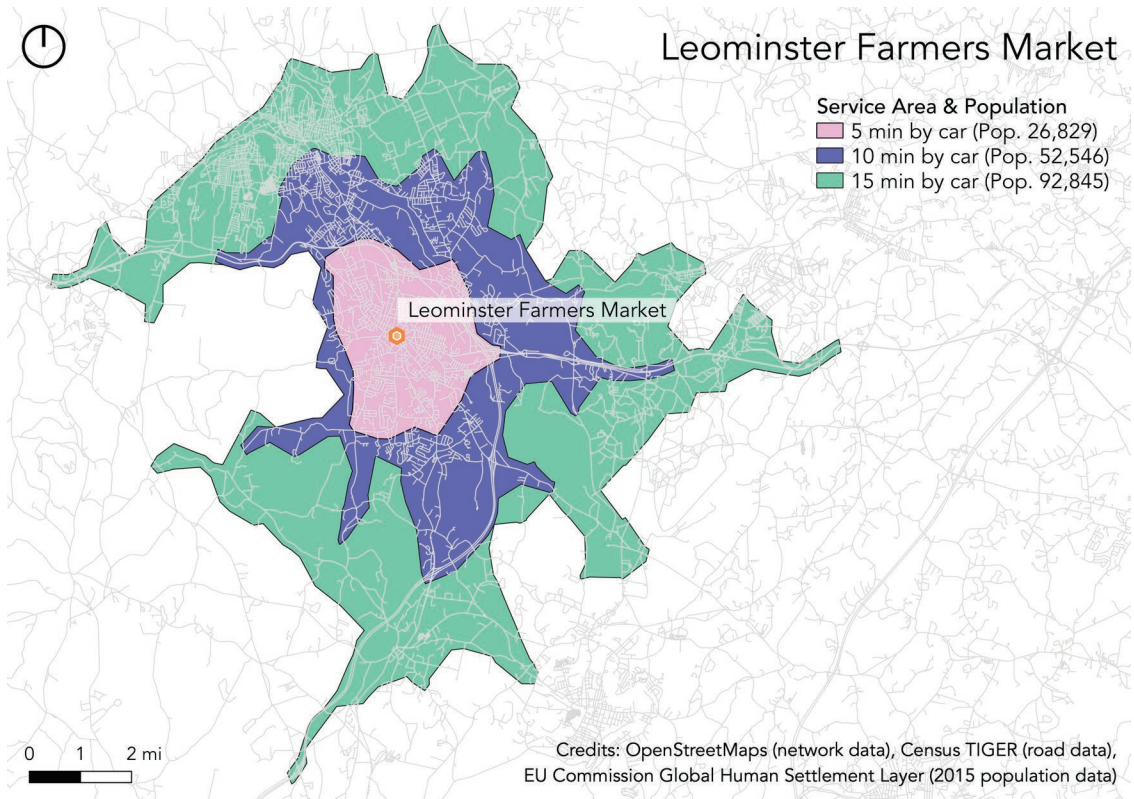 Leominster Farmers Market
Service Area & Population
5 min by car (Pop. 26,829)
10 min by car (Pop. 52,546)
15 min by car (Pop. 92,845)
Leominster Farmers Market
0 1 2 mi
Credits: OpenStreetMaps (network data), Census TIGER (road data),
EU Commission Global Human Settlement Layer (2015 population data)